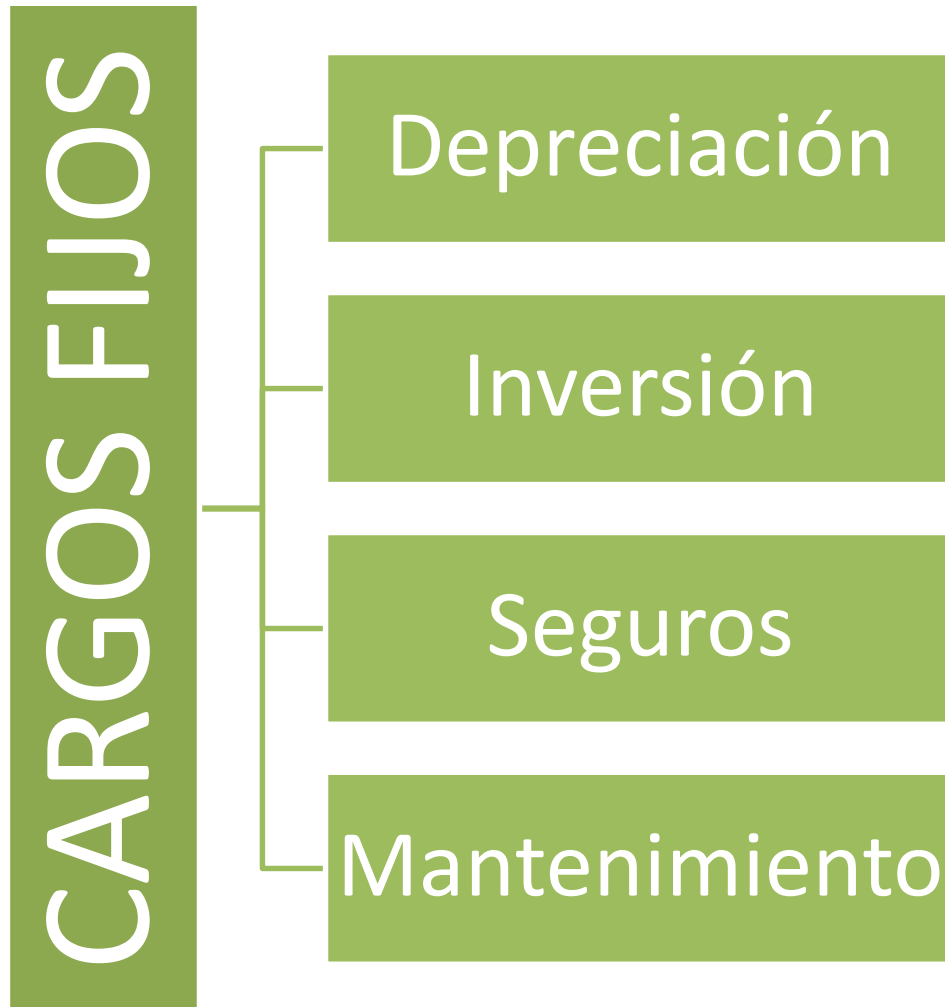 CARGOS FIJOS
Depreciación
Inversión
Seguros
Mantenimiento